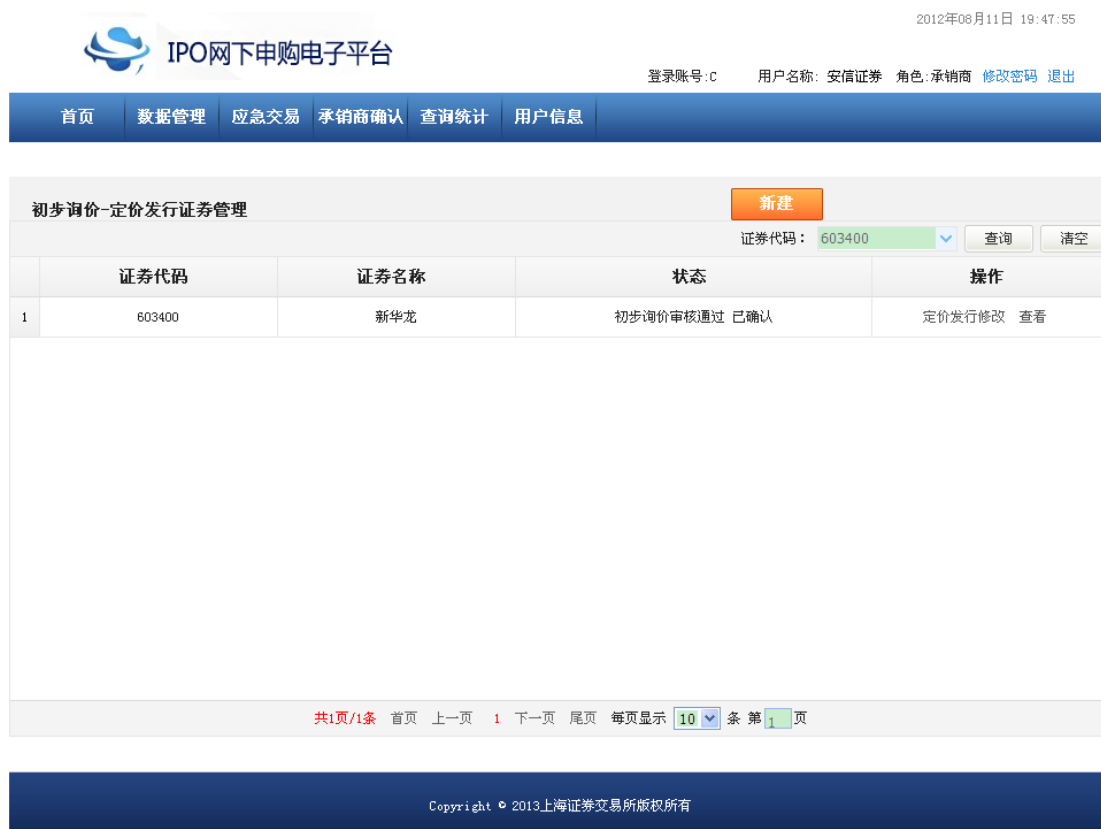 2012年08月11日 19:47:55
IPO网下申购电子平台
登录账号:C 用户名称: 安信证券 角色:承销商 修改密码 退出
首页 数据管理 应急交易 承销商确认 查询统计 用户信息
初步询价-定价发行证券管理 新建
证券代码： 603400 查询 清空
证券代码 证券名称 状态 操作
1 603400 新华龙 初步询价审核通过 已确认 定价发行修改 查看
共1页/1条 首页 上一页 1 下一页 尾页 每页显示 10 条 第 1 页
Copyright © 2013上海证券交易所版权所有